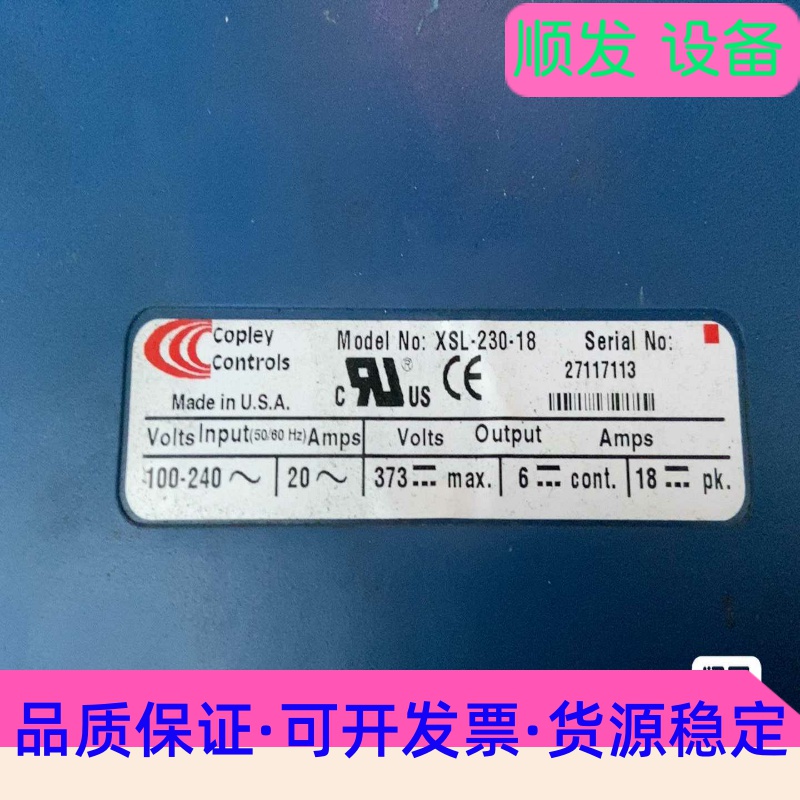 顺发 设备
Copley Controls
Model No: XSL-230-18
Serial No:
27117113
C RU® US CE
Made in U.S.A.
Volts Input (50/60 Hz) Amps Volts Output Amps
100-240 ~ 20 ~ 373 ⎓ max. 6 ⎓ cont. 18 ⎓ pk.
品质保证·可开发票·货源稳定